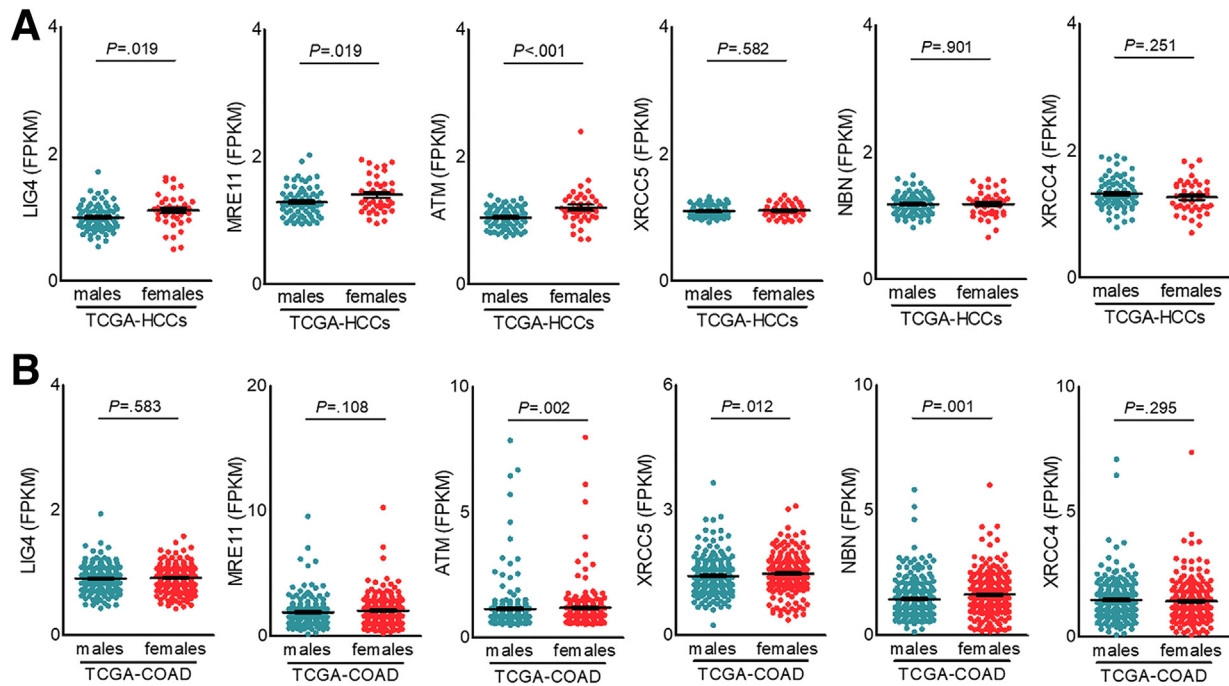 A
P=.019
LIG4 (FPKM)
4
2
0
males females
TCGA-HCCs
P=.019
MRE11 (FPKM)
4
2
0
males females
TCGA-HCCs
P<.001
ATM (FPKM)
4
2
0
males females
TCGA-HCCs
P=.582
XRCC5 (FPKM)
4
2
0
males females
TCGA-HCCs
P=.901
NBN (FPKM)
4
2
0
males females
TCGA-HCCs
P=.251
XRCC4 (FPKM)
4
2
0
males females
TCGA-HCCs
B
P=.583
LIG4 (FPKM)
4
2
0
males females
TCGA-COAD
P=.108
MRE11 (FPKM)
20
10
0
males females
TCGA-COAD
P=.002
ATM (FPKM)
10
5
0
males females
TCGA-COAD
P=.012
XRCC5 (FPKM)
6
3
0
males females
TCGA-COAD
P=.001
NBN (FPKM)
10
5
0
males females
TCGA-COAD
P=.295
XRCC4 (FPKM)
10
5
0
males females
TCGA-COAD